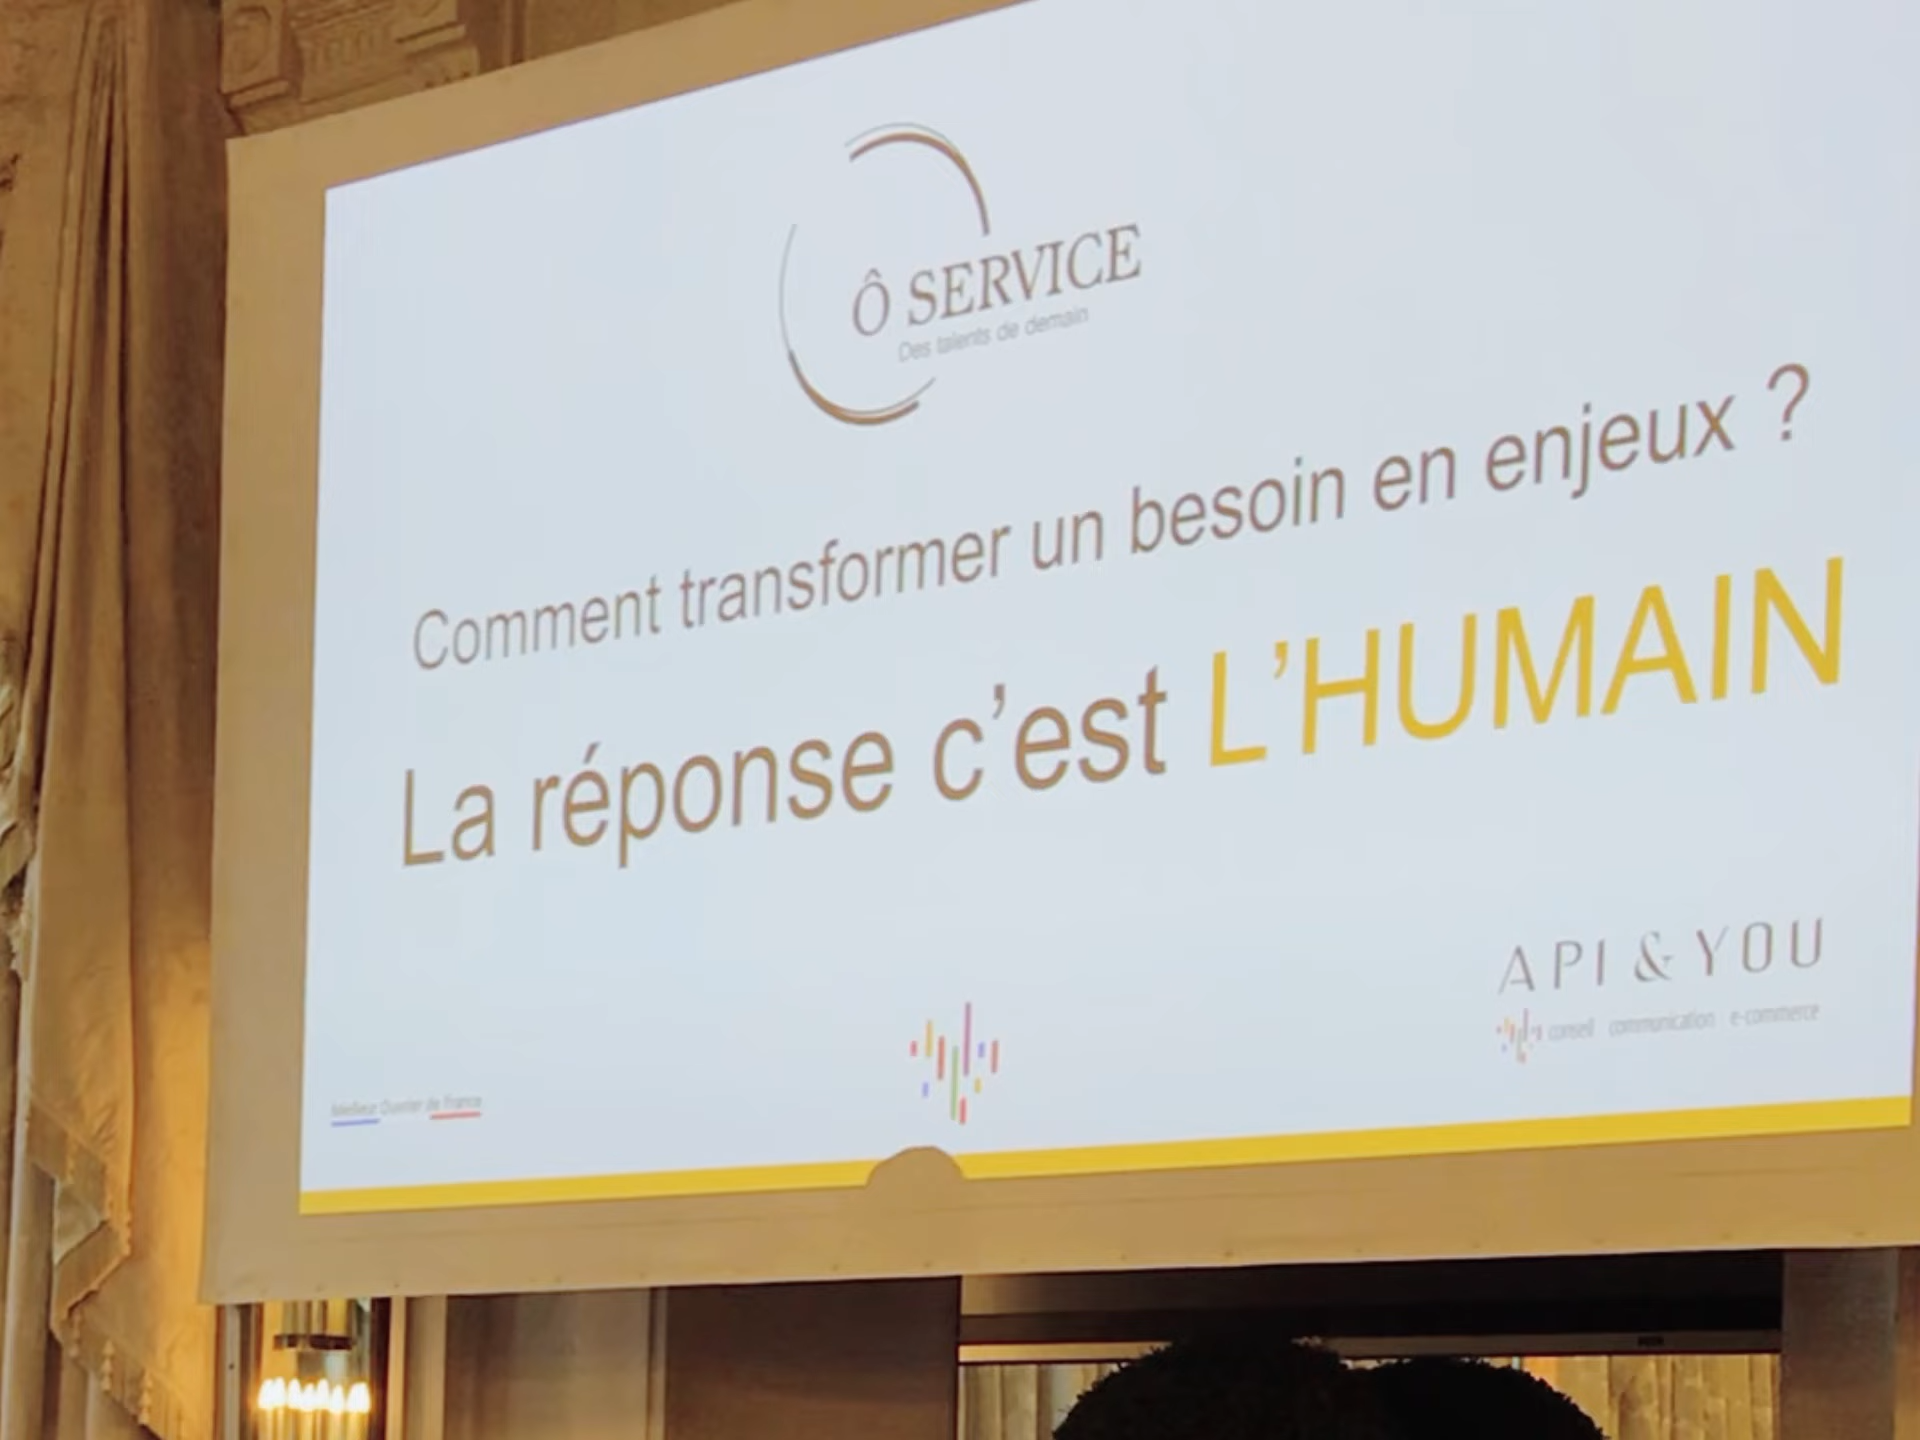 Ô SERVICE
Des talents de demain
Comment transformer un besoin en enjeux ?
La réponse c’est L’HUMAIN
API & YOU
conseil communication e-commerce
Meilleur Ouvrier de France